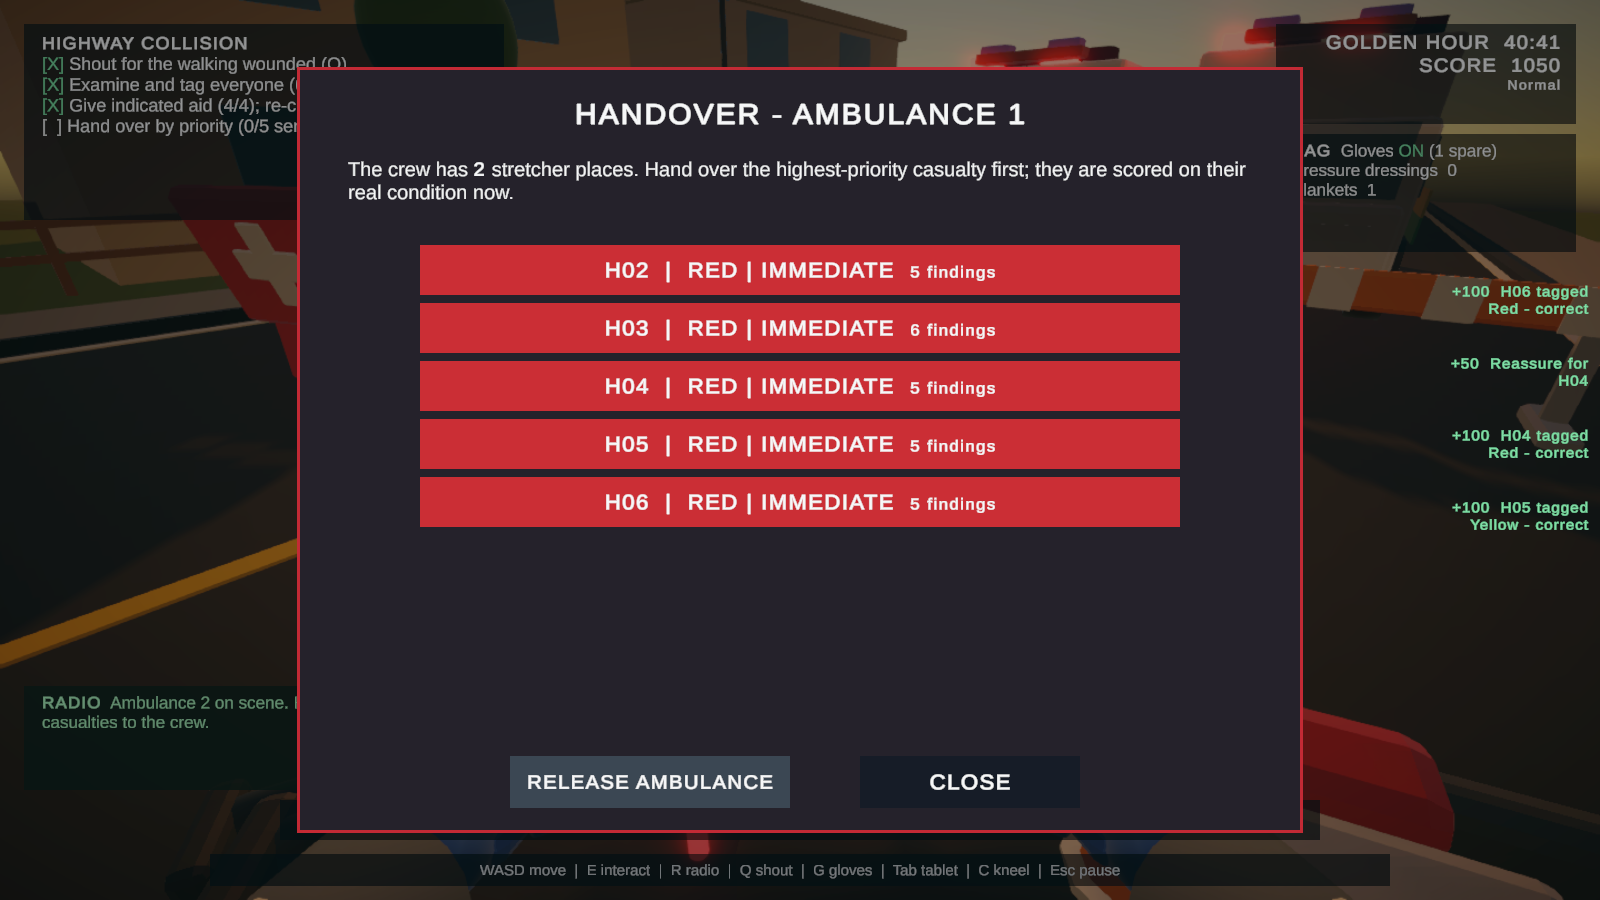 HIGHWAY COLLISION
[X] Shout for the walking wounded (Q)
[X] Examine and tag everyone (
[X] Give indicated aid (4/4); re-c
[ ] Hand over by priority (0/5 ser
GOLDEN HOUR 40:41
SCORE 1050
Normal
AG Gloves ON (1 spare)
ressure dressings 0
lankets 1
HANDOVER - AMBULANCE 1
The crew has 2 stretcher places. Hand over the highest-priority casualty first; they are scored on their
real condition now.
H02 | RED | IMMEDIATE 5 findings
H03 | RED | IMMEDIATE 6 findings
H04 | RED | IMMEDIATE 5 findings
H05 | RED | IMMEDIATE 5 findings
H06 | RED | IMMEDIATE 5 findings
+100 H06 tagged
Red - correct
+50 Reassure for
H04
+100 H04 tagged
Red - correct
+100 H05 tagged
Yellow - correct
RADIO Ambulance 2 on scene.
casualties to the crew.
RELEASE AMBULANCE
CLOSE
WASD move | E interact | R radio | Q shout | G gloves | Tab tablet | C kneel | Esc pause